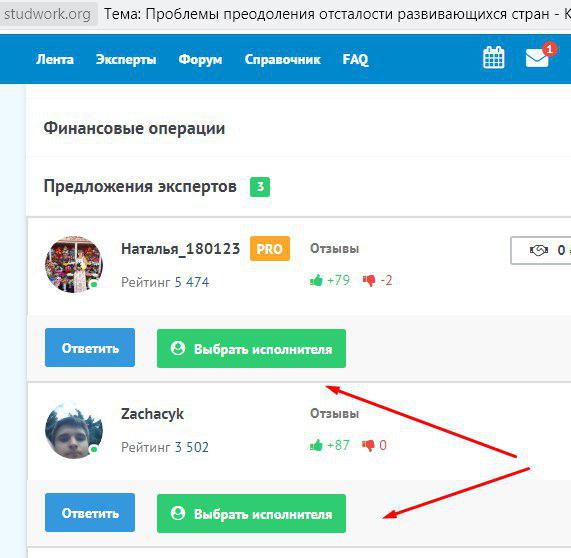 studwork.org Тема: Проблемы преодоления отсталости развивающихся стран - К
Лента Эксперты Форум Справочник FAQ 1
Финансовые операции
Предложения экспертов 3
Наталья_180123 PRO Отзывы 0
Рейтинг 5 474 +79 -2
Ответить Выбрать исполнителя
Zachacyk Отзывы
Рейтинг 3 502 +87 0
Ответить Выбрать исполнителя